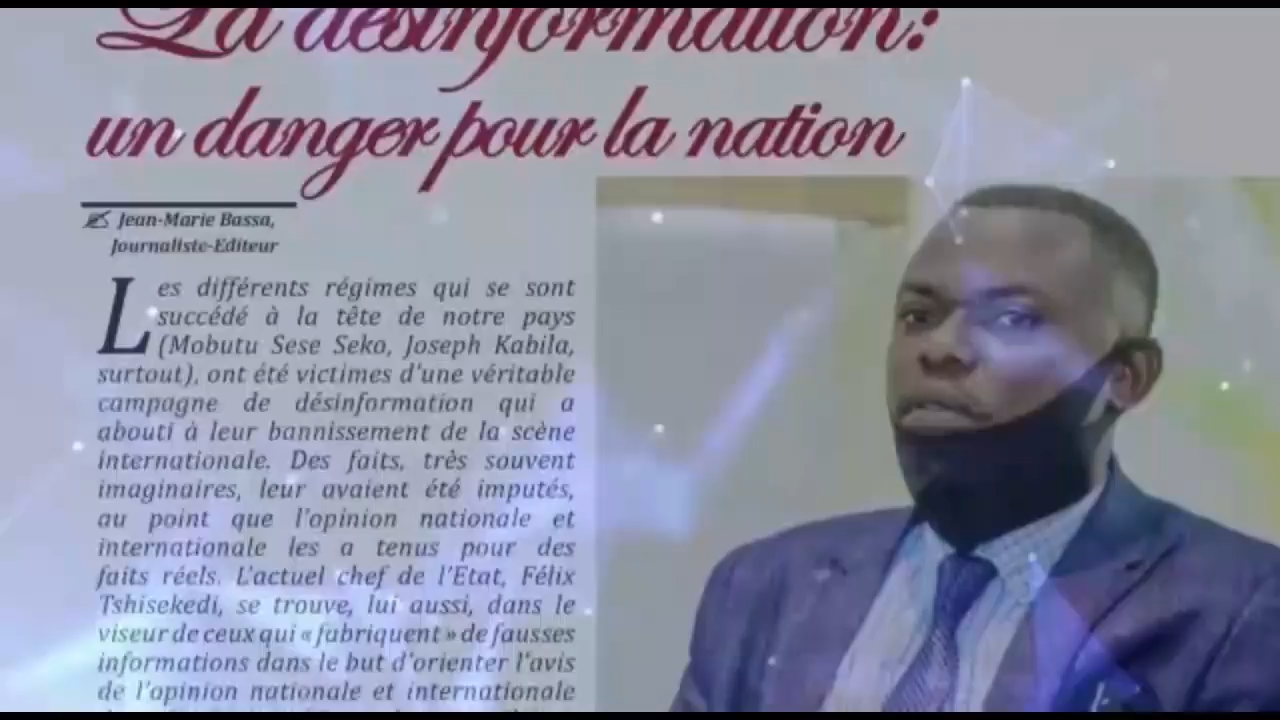 La désinformation:
un danger pour la nation
Jean-Marie Bassa,
Journaliste-Editeur
Les différents régimes qui se sont
succédé à la tête de notre pays
(Mobutu Sese Seko, Joseph Kabila,
surtout), ont été victimes d'une véritable
campagne de désinformation qui a
abouti à leur bannissement de la scène
internationale. Des faits, très souvent
imaginaires, leur avaient été imputés,
au point que l'opinion nationale et
internationale les a tenus pour des
faits réels. L'actuel chef de l'Etat, Félix
Tshisekedi, se trouve, lui aussi, dans le
viseur de ceux qui « fabriquent » de fausses
informations dans le but d'orienter l'avis
de l'opinion nationale et internationale